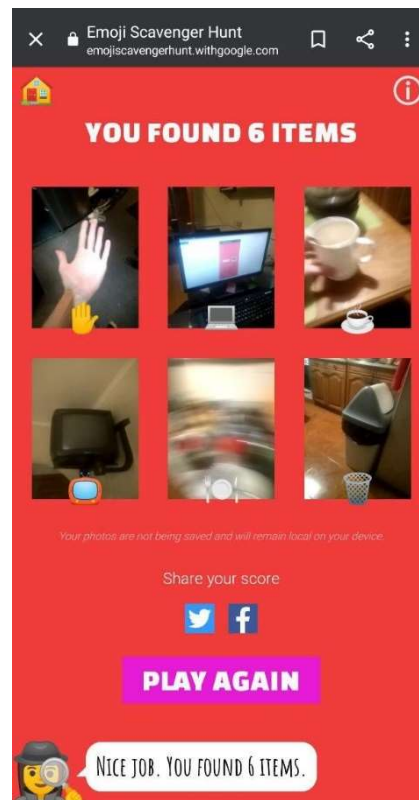 Emoji Scavenger Hunt
emojiscavengerhunt.withgoogle.com
YOU FOUND 6 ITEMS
Your photos are not being saved and will remain local on your device.
Share your score
PLAY AGAIN
NICE JOB. YOU FOUND 6 ITEMS.